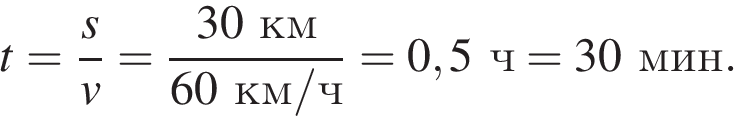 t = s/v = 30 км / 60 км/ч = 0,5 ч = 30 мин.